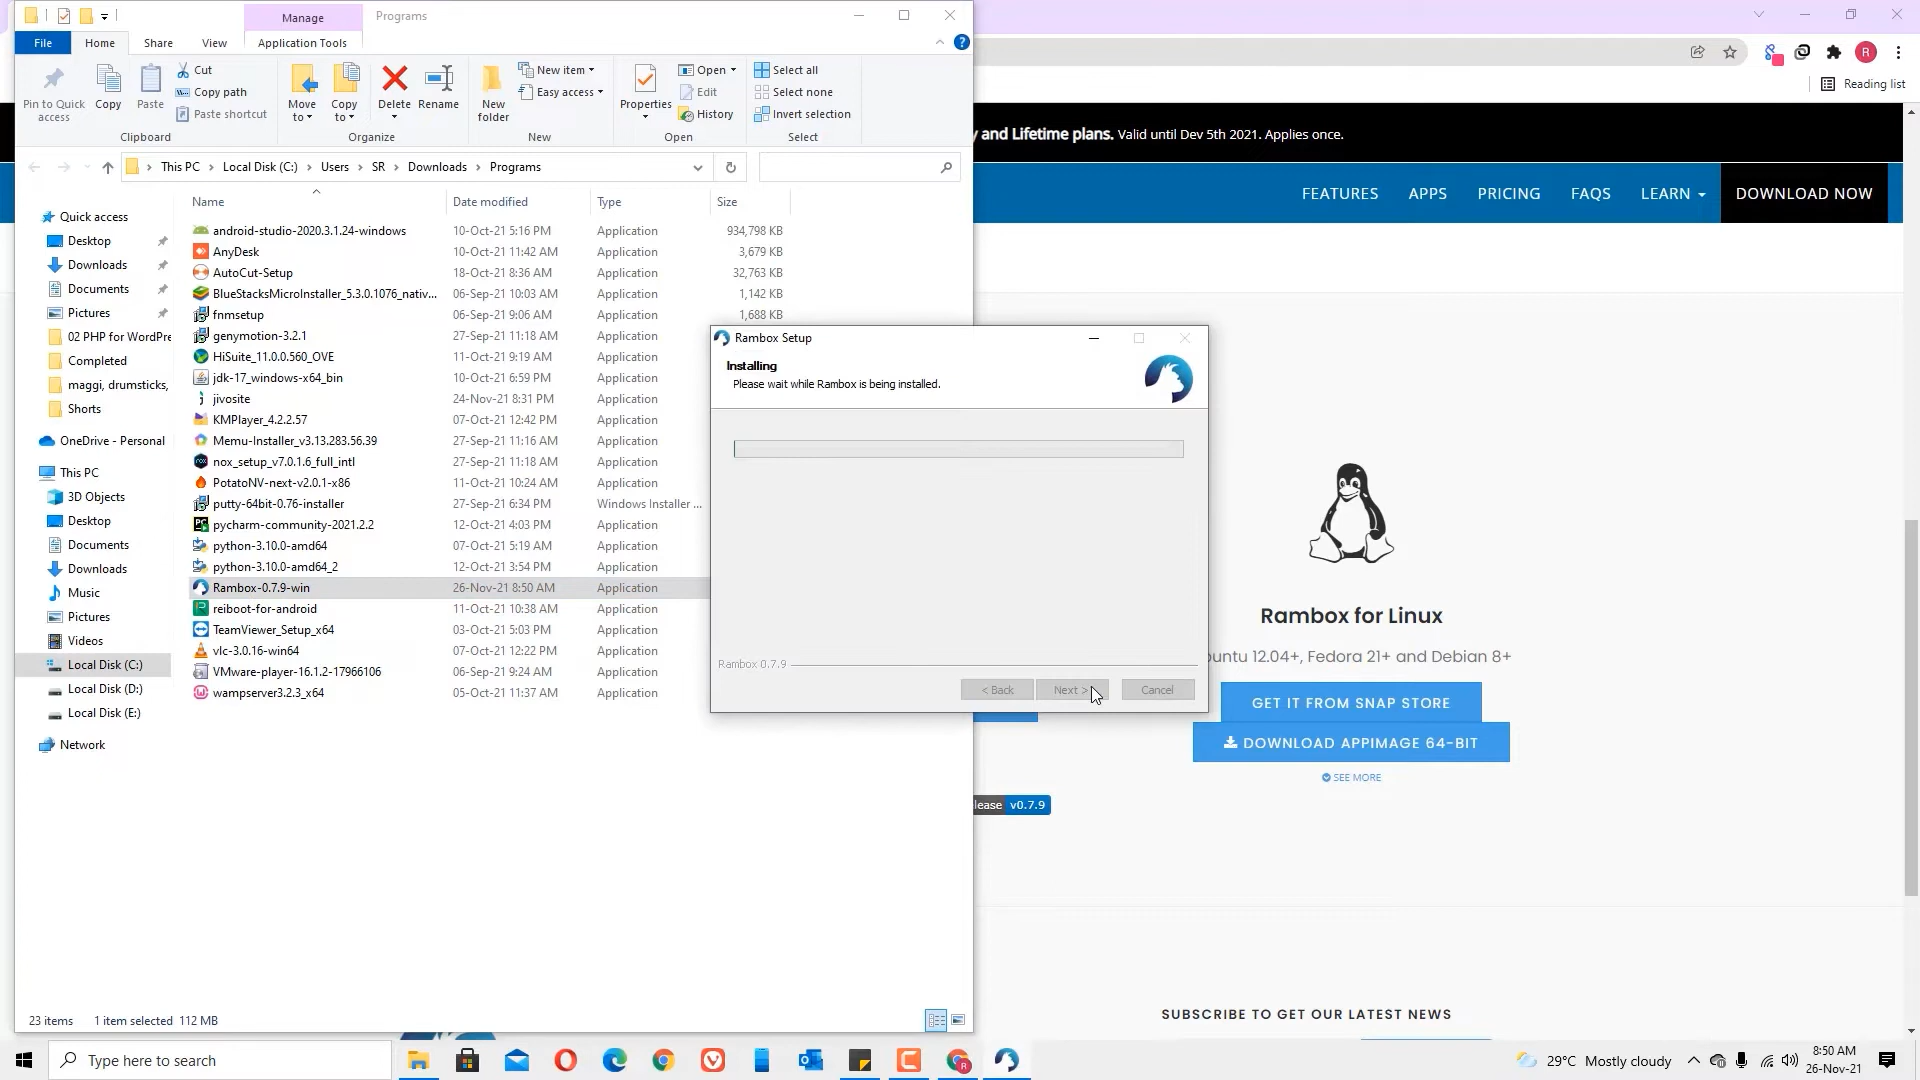 Manage
Programs
File
Home
Share
View
Application Tools
Pin to Quick access
Copy
Paste
Cut
Copy path
Paste shortcut
Clipboard
Move to
Copy to
Delete
Rename
Organize
New folder
New item
Easy access
New
Properties
Open
Edit
History
Open
Select all
Select none
Invert selection
Select
This PC > Local Disk (C:) > Users > SR > Downloads > Programs
Name Date modified Type Size
Quick access
Desktop
Downloads
Documents
Pictures
02 PHP for WordPre
Completed
maggi, drumsticks,
Shorts
OneDrive - Personal
This PC
3D Objects
Desktop
Documents
Downloads
Music
Pictures
Videos
Local Disk (C:)
Local Disk (D:)
Local Disk (E:)
Network
android-studio-2020.3.1.24-windows 10-Oct-21 5:16 PM Application 934,798 KB
AnyDesk 10-Oct-21 11:42 AM Application 3,679 KB
AutoCut-Setup 18-Oct-21 8:36 AM Application 32,763 KB
BlueStacksMicroInstaller_5.3.0.1076_nativ... 06-Sep-21 10:03 AM Application 1,142 KB
fnmsetup 06-Sep-21 9:06 AM Application 1,688 KB
genymotion-3.2.1 27-Sep-21 11:18 AM Application
HiSuite_11.0.0.560_OVE 11-Oct-21 9:19 AM Application
jdk-17_windows-x64_bin 10-Oct-21 6:59 PM Application
jivosite 24-Nov-21 8:31 PM Application
KMPlayer_4.2.2.57 07-Oct-21 12:42 PM Application
Memu-Installer_v3.13.283.56.39 27-Sep-21 11:16 AM Application
nox_setup_v7.0.1.6_full_intl 27-Sep-21 11:18 AM Application
PotatoNV-next-v2.0.1-x86 11-Oct-21 10:24 AM Application
putty-64bit-0.76-installer 27-Sep-21 6:34 PM Windows Installer ...
pycharm-community-2021.2.2 12-Oct-21 4:03 PM Application
python-3.10.0-amd64 07-Oct-21 5:19 AM Application
python-3.10.0-amd64_2 12-Oct-21 3:54 PM Application
Rambox-0.7.9-win 26-Nov-21 8:50 AM Application
reiboot-for-android 11-Oct-21 10:38 AM Application
TeamViewer_Setup_x64 03-Oct-21 5:03 PM Application
vlc-3.0.16-win64 07-Oct-21 12:22 PM Application
VMware-player-16.1.2-17966106 06-Sep-21 9:24 AM Application
wampserver3.2.3_x64 05-Oct-21 11:37 AM Application
23 items 1 item selected 112 MB
Rambox Setup
Installing
Please wait while Rambox is being installed.
Rambox 0.7.9
< Back
Next >
Cancel
R
Reading list
y and Lifetime plans. Valid until Dev 5th 2021. Applies once.
FEATURES APPS PRICING FAQS LEARN DOWNLOAD NOW
Rambox for Linux
buntu 12.04+, Fedora 21+ and Debian 8+
GET IT FROM SNAP STORE
DOWNLOAD APPIMAGE 64-BIT
SEE MORE
lease v0.7.9
SUBSCRIBE TO GET OUR LATEST NEWS
Type here to search
29°C Mostly cloudy
8:50 AM
26-Nov-21